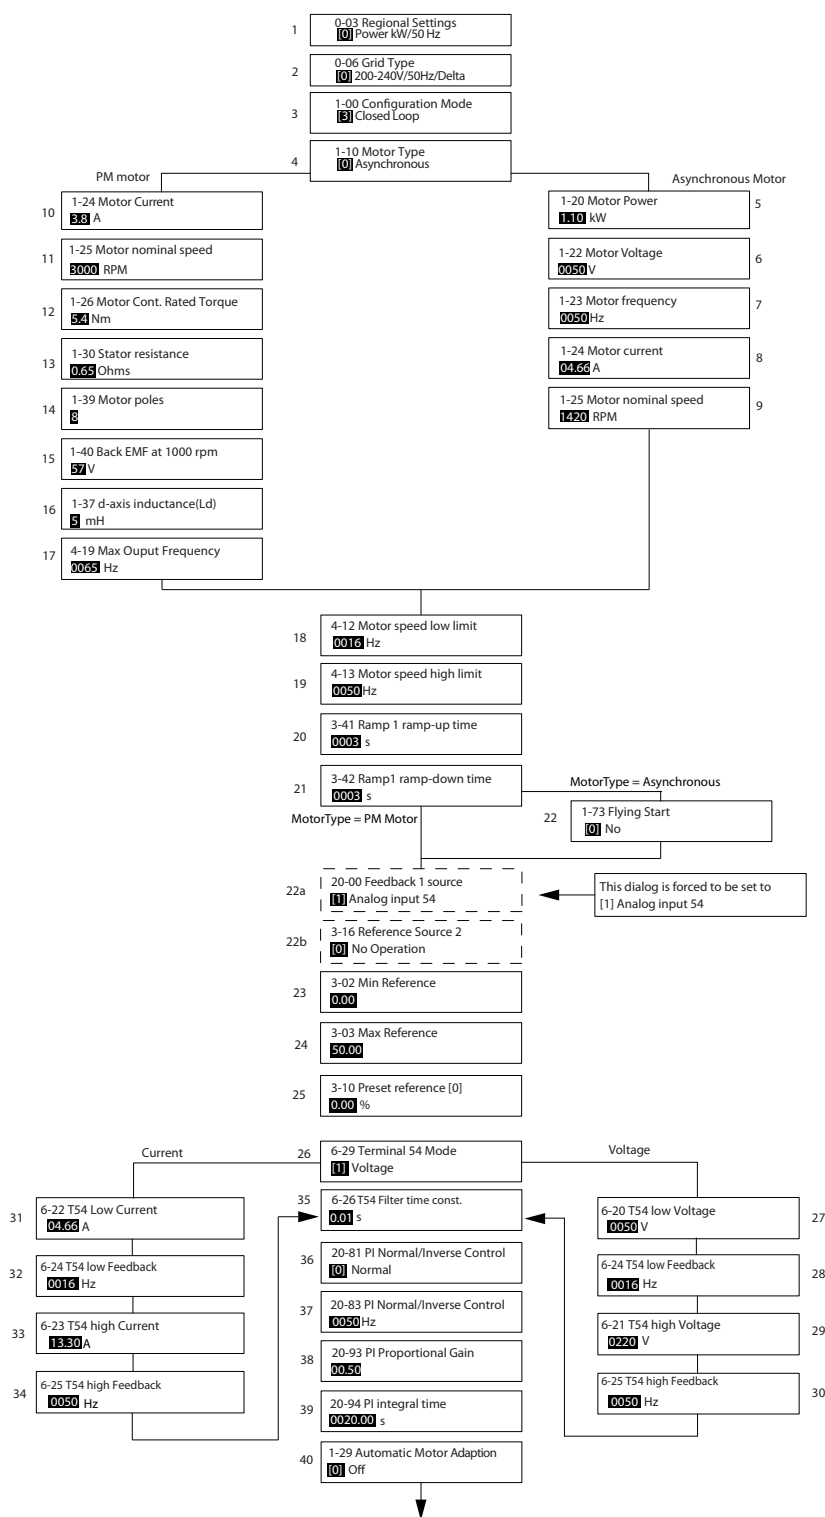 1
0-03 Regional Settings
[0] Power kW/50 Hz
2
0-06 Grid Type
[0] 200-240V/50Hz/Delta
3
1-00 Configuration Mode
[3] Closed Loop
4
1-10 Motor Type
[0] Asynchronous
PM motor
Asynchronous Motor
10
1-24 Motor Current
3.8 A
11
1-25 Motor nominal speed
3000 RPM
12
1-26 Motor Cont. Rated Torque
5.4 Nm
13
1-30 Stator resistance
0.65 Ohms
14
1-39 Motor poles
8
15
1-40 Back EMF at 1000 rpm
57 V
16
1-37 d-axis inductance(Ld)
5 mH
17
4-19 Max Ouput Frequency
0065 Hz
1-20 Motor Power
1.10 kW
5
1-22 Motor Voltage
0050 V
6
1-23 Motor frequency
0050 Hz
7
1-24 Motor current
04.66 A
8
1-25 Motor nominal speed
1420 RPM
9
18
4-12 Motor speed low limit
0016 Hz
19
4-13 Motor speed high limit
0050 Hz
20
3-41 Ramp 1 ramp-up time
0003 s
21
3-42 Ramp1 ramp-down time
0003 s
MotorType = Asynchronous
MotorType = PM Motor
22
1-73 Flying Start
[0] No
22a
20-00 Feedback 1 source
[1] Analog input 54
This dialog is forced to be set to
[1] Analog input 54
22b
3-16 Reference Source 2
[0] No Operation
23
3-02 Min Reference
0.00
24
3-03 Max Reference
50.00
25
3-10 Preset reference [0]
0.00 %
26
6-29 Terminal 54 Mode
[1] Voltage
Current
Voltage
31
6-22 T54 Low Current
04.66 A
32
6-24 T54 low Feedback
0016 Hz
33
6-23 T54 high Current
13.30 A
34
6-25 T54 high Feedback
0050 Hz
35
6-26 T54 Filter time const.
0.01 s
36
20-81 PI Normal/Inverse Control
[0] Normal
37
20-83 PI Normal/Inverse Control
0050 Hz
38
20-93 PI Proportional Gain
00.50
39
20-94 PI integral time
0020.00 s
40
1-29 Automatic Motor Adaption
[0] Off
6-20 T54 low Voltage
0050 V
27
6-24 T54 low Feedback
0016 Hz
28
6-21 T54 high Voltage
0220 V
29
6-25 T54 high Feedback
0050 Hz
30